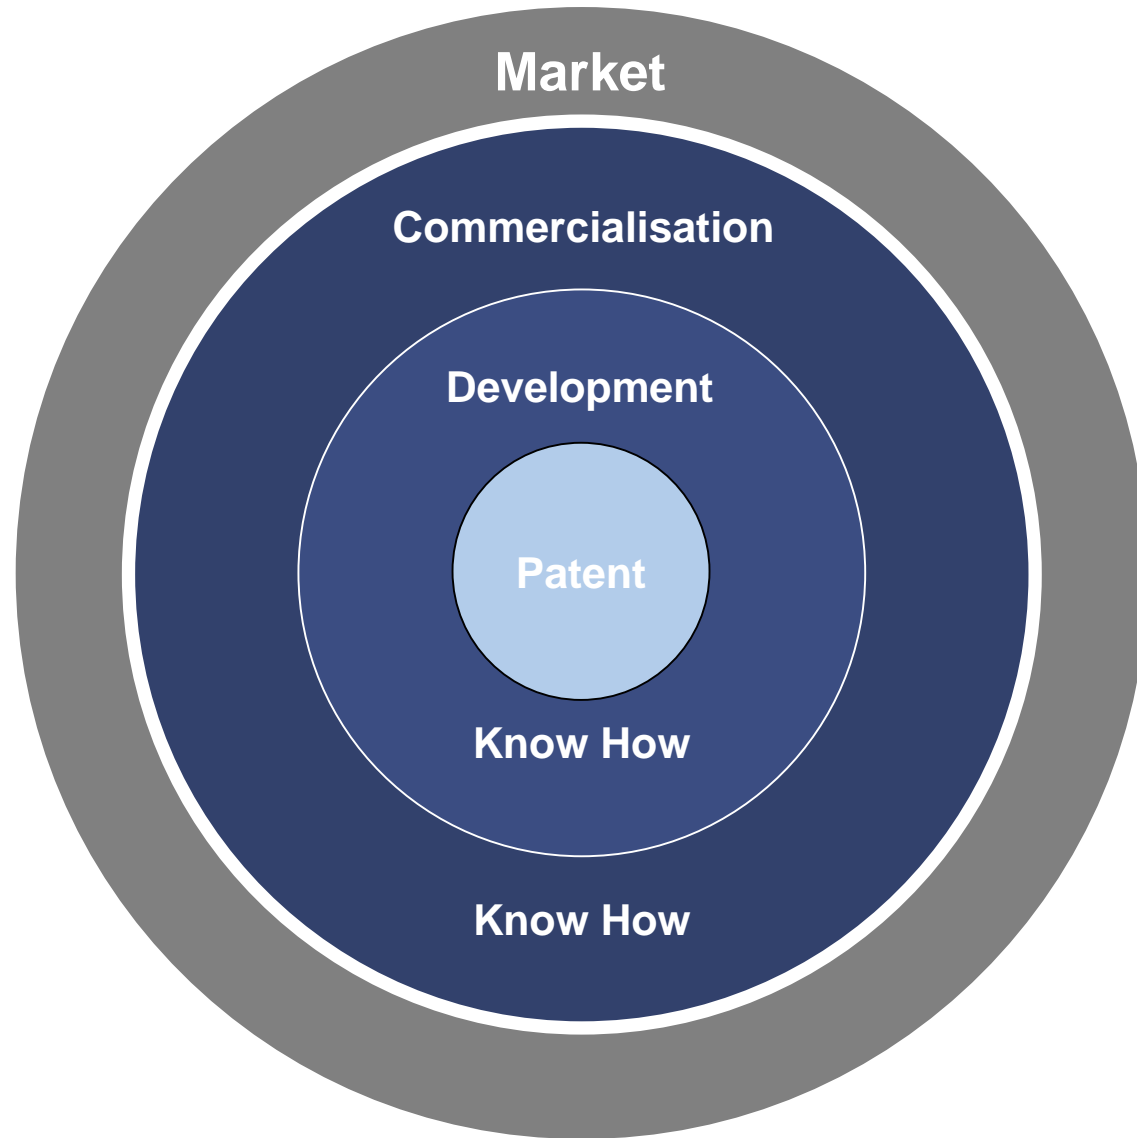 Market
Commercialisation
Development
Patent
Know How
Know How